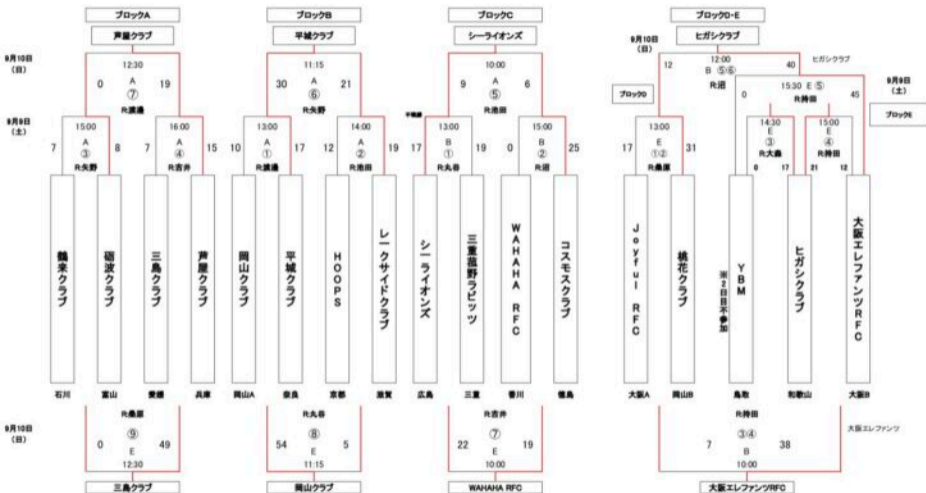 ブロックA ブロックB ブロックC ブロックD-E
芦屋クラブ 平城クラブ シーライオンズ ヒガシクラブ
9月10日
(日)
12:30
A
⑦
R:渡邊
0 19
11:15
A
⑥
R:矢野
30 21
10:00
A
⑤
R:池田
9 6
9月10日
(日)
12:00
B ⑤⑥
R:沼
12 40
ヒガシクラブ
9月9日
(土)
15:30 E ⑤
R:持田
0 45
ブロックD
ブロックE
9月9日
(土)
15:00
A
③
R:矢野
7 8
16:00
A
④
R:吉井
7 15
13:00
A
①
R:渡邊
10 17
14:00
A
②
R:池田
12 19
13:00
B
①
R:丸谷
17 19
15:00
B
②
R:沼
0 25
13:00
E
①②
R:桑原
17 31
14:30
E
③
R:大森
0 17
15:00
E
④
R:持田
21 12
鶴来クラブ
砺波クラブ
三島クラブ
芦屋クラブ
岡山クラブ
平城クラブ
HOOPS
レークサイドクラブ
シーライオンズ
三重菰野ラビッツ
WAHAHA RFC
コスモスクラブ
Joyful RFC
桃花クラブ
YBM
※2日目不参加
ヒガシクラブ
大阪エレファンツRFC
石川 富山 愛媛 兵庫 岡山A 奈良 京都 滋賀 広島 三重 香川 徳島 大阪A 岡山B 鳥取 和歌山 大阪B
9月10日
(日)
R:桑原
⑨
E
0 49
12:30
三島クラブ
R:丸谷
⑧
E
54 5
11:15
岡山クラブ
R:吉井
⑦
E
22 19
10:00
WAHAHA RFC
R:持田
③④
B
7 38
10:00
大阪エレファンツ
大阪エレファンツRFC